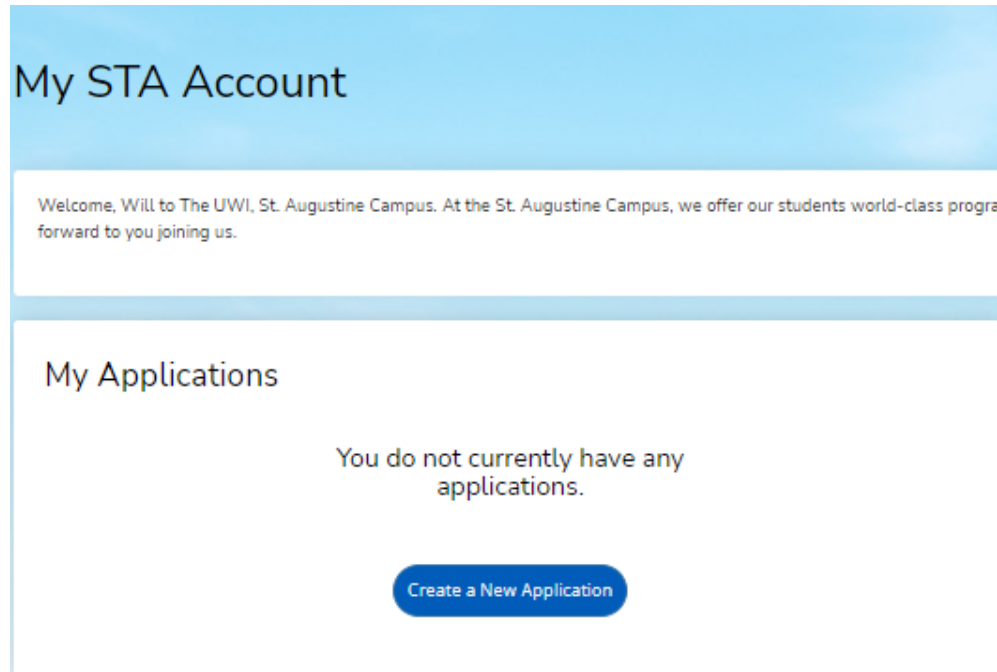 My STA Account
Welcome, Will to The UWI, St. Augustine Campus. At the St. Augustine Campus, we offer our students world-class
forward to you joining us.
My Applications
You do not currently have any
applications.
Create a New Application